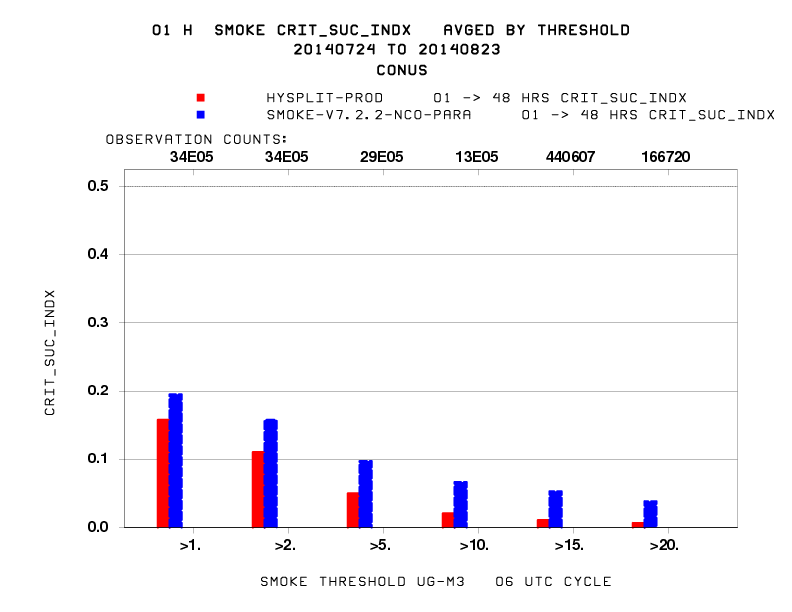 01 H  SMOKE CRIT_SUC_INDX   AVGED BY THRESHOLD
20140724 TO 20140823
CONUS
HYSPLIT-PROD     01 -> 48 HRS CRIT_SUC_INDX
SMOKE-V7.2.2-NCO-PARA     01 -> 48 HRS CRIT_SUC_INDX
OBSERVATION COUNTS:
34E05 34E05 29E05 13E05 440607 166720
0.5
0.4
0.3
0.2
0.1
0.0
CRIT_SUC_INDX
>1. >2. >5. >10. >15. >20.
SMOKE THRESHOLD UG-M3   06 UTC CYCLE